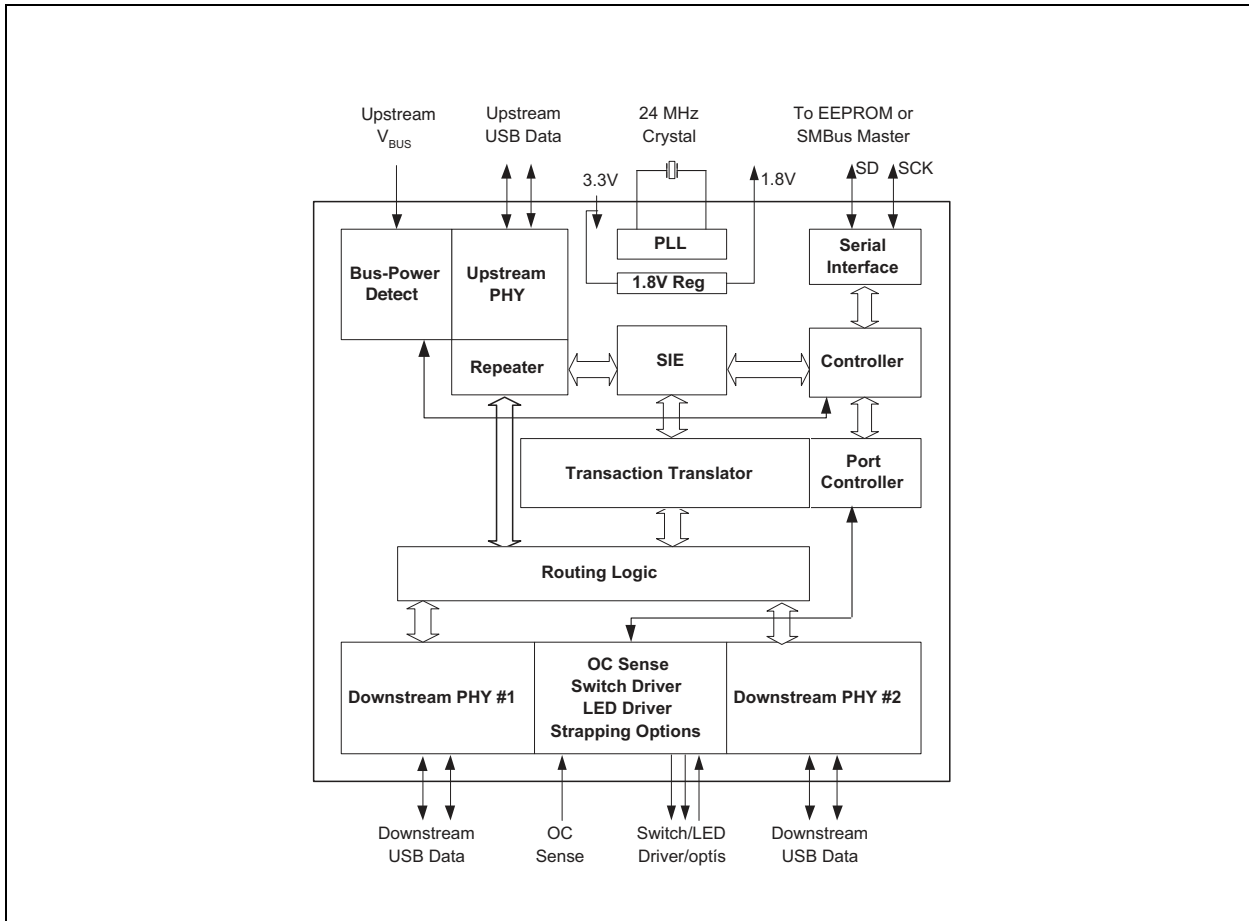 Upstream
V_BUS
Upstream
USB Data
24 MHz
Crystal
To EEPROM or
SMBus Master
3.3V
1.8V
SD
SCK
Bus-Power
Detect
Upstream
PHY
PLL
1.8V Reg
Serial
Interface
Repeater
SIE
Controller
Transaction Translator
Port
Controller
Routing Logic
Downstream PHY #1
OC Sense
Switch Driver
LED Driver
Strapping Options
Downstream PHY #2
Downstream
USB Data
OC
Sense
Switch/LED
Driver/optís
Downstream
USB Data